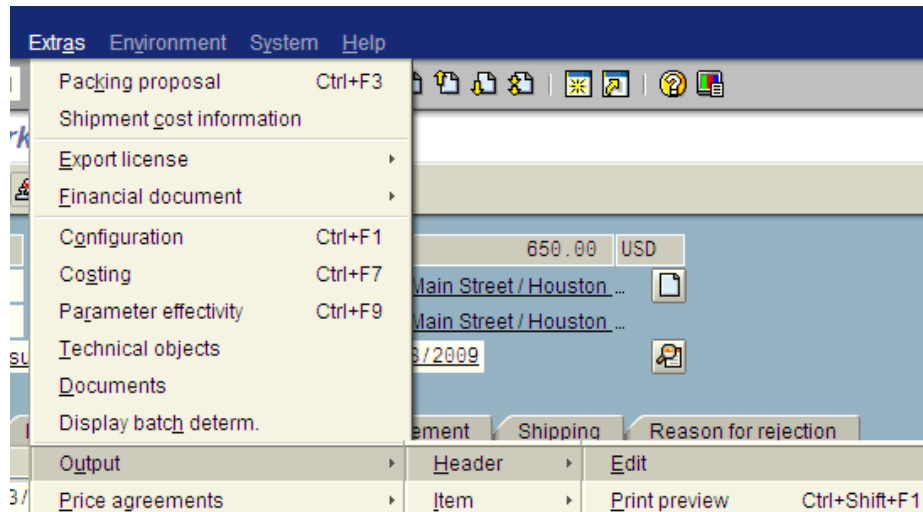 Extras Environment System Help
Packing proposal Ctrl+F3
Shipment cost information
Export license
Financial document
Configuration Ctrl+F1
650.00 USD
Costing Ctrl+F7
Main Street / Houston ...
Parameter effectivity Ctrl+F9
Main Street / Houston ...
Technical objects
/2009
Documents
Display batch determ.
ement Shipping Reason for rejection
Output Header Edit
Price agreements Item Print preview Ctrl+Shift+F1